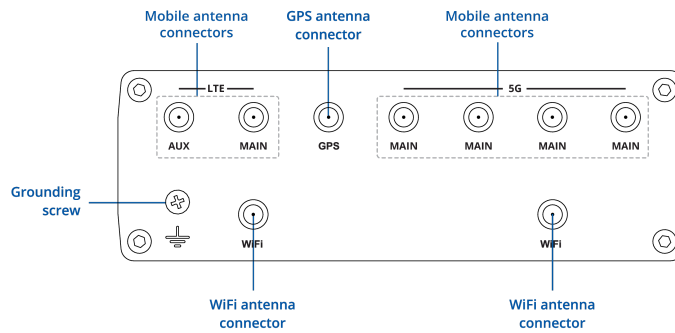 Mobile antenna
connectors
GPS antenna
connector
Mobile antenna
connectors
LTE
5G
AUX
MAIN
GPS
MAIN
MAIN
MAIN
MAIN
Grounding
screw
WiFi
WiFi
WiFi antenna
connector
WiFi antenna
connector